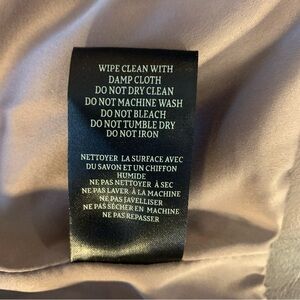 WIPE CLEAN WITH
DAMP CLOTH
DO NOT DRY CLEAN
DO NOT MACHINE WASH
DO NOT BLEACH
DO NOT TUMBLE DRY
DO NOT IRON
NETTOYER LA SURFACE AVEC
DU SAVON ET UN CHIFFON
HUMIDE
NE PAS NETTOYER À SEC
NE PAS LAVER À LA MACHINE
NE PAS JAVELLISER
NE PAS SÉCHER EN MACHINE
NE PAS REPASSER